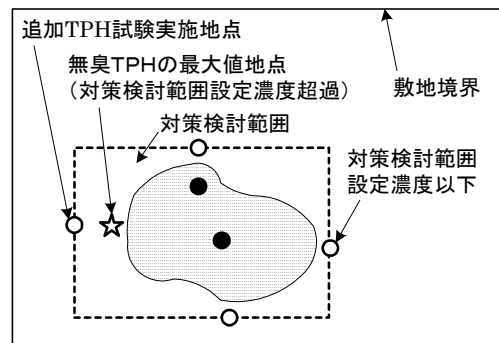 追加TPH試験実施地点
無臭TPHの最大値地点
（対策検討範囲設定濃度超過）
敷地境界
対策検討範囲
対策検討範囲
設定濃度以下